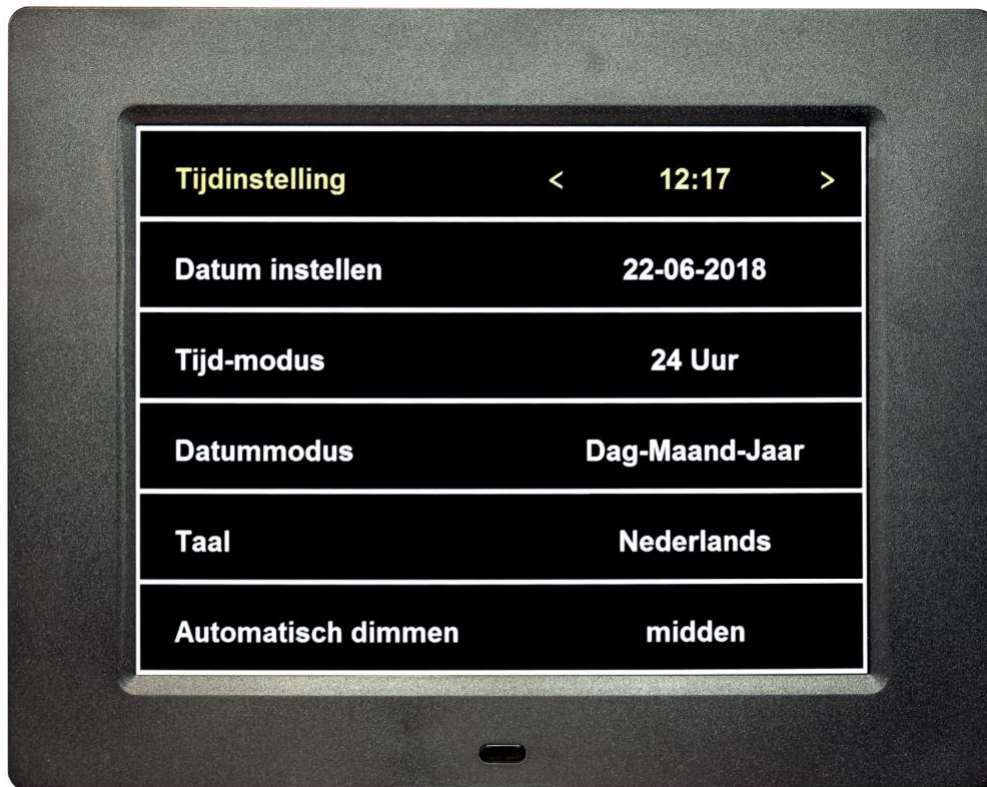 Tijdinstelling < 12:17 >
Datum instellen 22-06-2018
Tijd-modus 24 Uur
Datummodus Dag-Maand-Jaar
Taal Nederlands
Automatisch dimmen midden